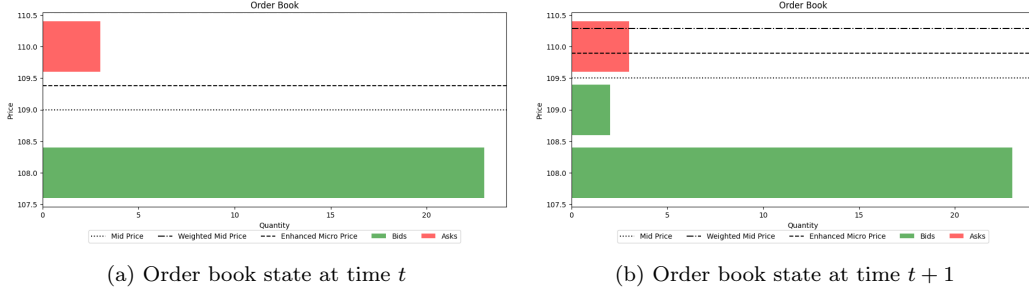 Order Book
110.5
110.0
109.5
109.0
108.5
108.0
107.5
Price
0 5 10 15 20
Quantity
Mid Price Weighted Mid Price Enhanced Micro Price Bids Asks
(a) Order book state at time t
Order Book
110.5
110.0
109.5
109.0
108.5
108.0
107.5
Price
0 5 10 15 20
Quantity
Mid Price Weighted Mid Price Enhanced Micro Price Bids Asks
(b) Order book state at time t + 1